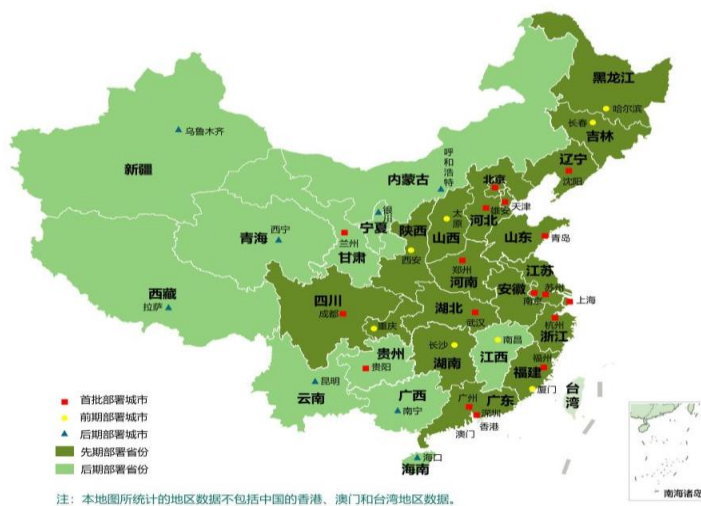 黑龙江
哈尔滨
长春
吉林
乌鲁木齐
辽宁
沈阳
新疆
呼和浩特
内蒙古
北京
天津
银川
雄安
河北
宁夏
太原
陕西
山西
山东
青岛
西宁
青海
兰州
甘肃
西安
郑州
河南
江苏
西藏
拉萨
四川
成都
安徽
苏州
南京
上海
湖北
武汉
杭州
浙江
重庆
长沙
南昌
江西
贵州
贵阳
湖南
福州
福建
昆明
云南
广西
南宁
广州
广东
厦门
台湾
深圳
香港
澳门
海口
海南
首批部署城市
前期部署城市
后期部署城市
先期部署省份
后期部署省份
南海诸岛
注：本地图所统计的地区数据不包括中国的香港、澳门和台湾地区数据。